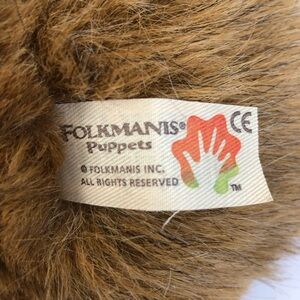 FOLKMANIS®
Puppets
© FOLKMANIS INC.
ALL RIGHTS RESERVED
CE
™